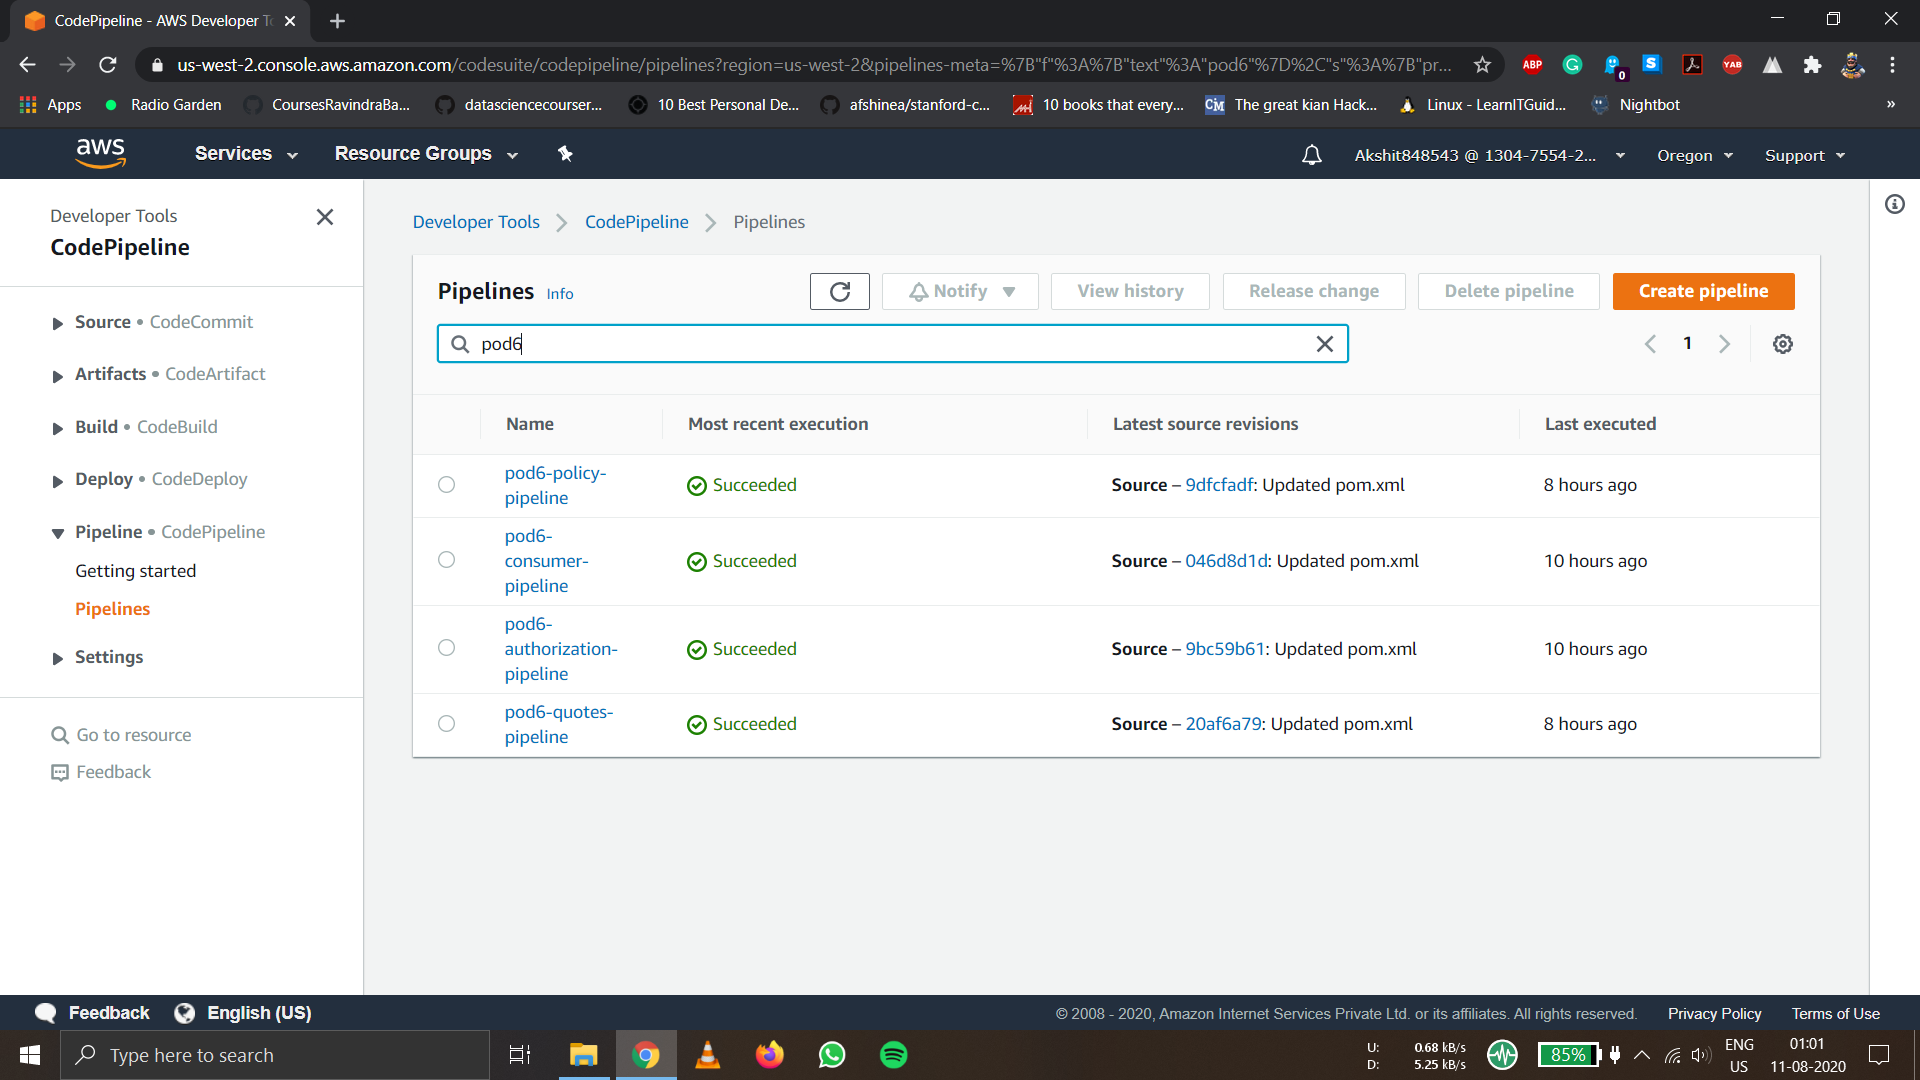 CodePipeline - AWS Developer To
us-west-2.console.aws.amazon.com/codesuite/codepipeline/pipelines?region=us-west-2&pipelines-meta=%7B"f"%3A%7B"text"%3A"pod6"%7D%2C"s"%3A%7B"pr...
ABP
0
S
YAB
Apps
Radio Garden
CoursesRavindraBa...
datasciencecourser...
10 Best Personal De...
afshinea/stanford-c...
10 books that every...
CM
The great kian Hack...
Linux - LearnITGuid...
Nightbot
»
aws
Services
Resource Groups
Akshit848543 @ 1304-7554-2...
Oregon
Support
Developer Tools
CodePipeline
Source • CodeCommit
Artifacts • CodeArtifact
Build • CodeBuild
Deploy • CodeDeploy
Pipeline • CodePipeline
Getting started
Pipelines
Settings
Go to resource
Feedback
Developer Tools
CodePipeline
Pipelines
Pipelines Info
Notify
View history
Release change
Delete pipeline
Create pipeline
pod6
1
Name
Most recent execution
Latest source revisions
Last executed
pod6-policy-
pipeline
Succeeded
Source – 9dfcfadf: Updated pom.xml
8 hours ago
pod6-
consumer-
pipeline
Succeeded
Source – 046d8d1d: Updated pom.xml
10 hours ago
pod6-
authorization-
pipeline
Succeeded
Source – 9bc59b61: Updated pom.xml
10 hours ago
pod6-quotes-
pipeline
Succeeded
Source – 20af6a79: Updated pom.xml
8 hours ago
Feedback
English (US)
© 2008 - 2020, Amazon Internet Services Private Ltd. or its affiliates. All rights reserved.
Privacy Policy
Terms of Use
Type here to search
U: 0.68 kB/s
D: 5.25 kB/s
85%
ENG
US
01:01
11-08-2020